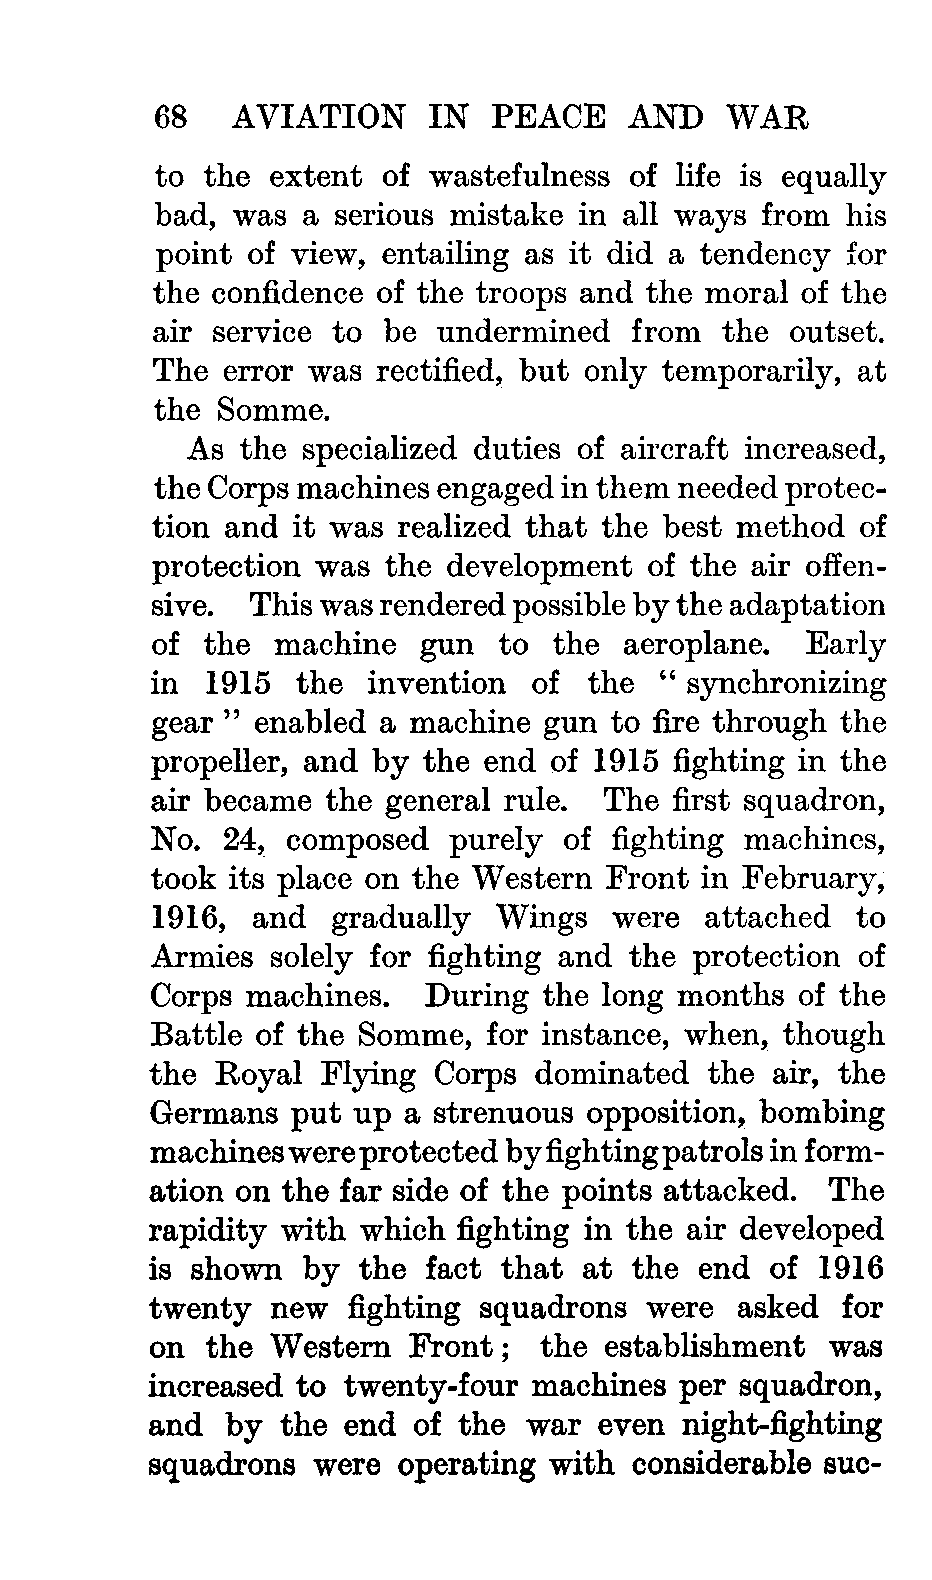 68 AVIATION IN PEACE AND WAR
to the extent of wastefulness of life is equally
bad, was a serious mistake in all ways from his
point of view, entailing as it did a tendency for
the confidence of the troops and the moral of the
air service to be undermined from the outset.
The error was rectified, but only temporarily, at
the Somme.
As the specialized duties of aircraft increased,
the Corps machines engaged in them needed protec-
tion and it was realized that the best method of
protection was the development of the air offen-
sive. This was rendered possible by the adaptation
of the machine gun to the aeroplane. Early
in 1915 the invention of the “ synchronizing
gear ” enabled a machine gun to fire through the
propeller, and by the end of 1915 fighting in the
air became the general rule. The first squadron,
No. 24, composed purely of fighting machines,
took its place on the Western Front in February,
1916, and gradually Wings were attached to
Armies solely for fighting and the protection of
Corps machines. During the long months of the
Battle of the Somme, for instance, when, though
the Royal Flying Corps dominated the air, the
Germans put up a strenuous opposition, bombing
machines were protected by fighting patrols in form-
ation on the far side of the points attacked. The
rapidity with which fighting in the air developed
is shown by the fact that at the end of 1916
twenty new fighting squadrons were asked for
on the Western Front ; the establishment was
increased to twenty-four machines per squadron,
and by the end of the war even night-fighting
squadrons were operating with considerable suc-